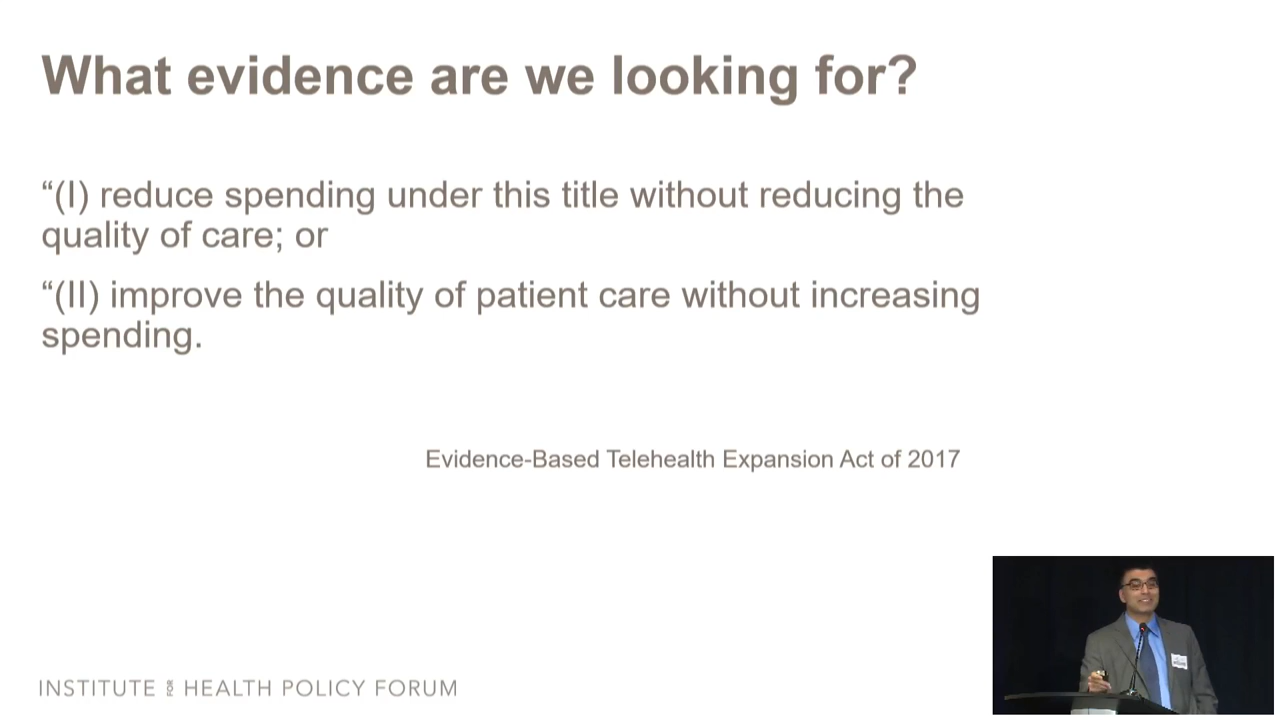 What evidence are we looking for?
“(I) reduce spending under this title without reducing the
quality of care; or
“(II) improve the quality of patient care without increasing
spending.
Evidence-Based Telehealth Expansion Act of 2017
INSTITUTE FOR HEALTH POLICY FORUM